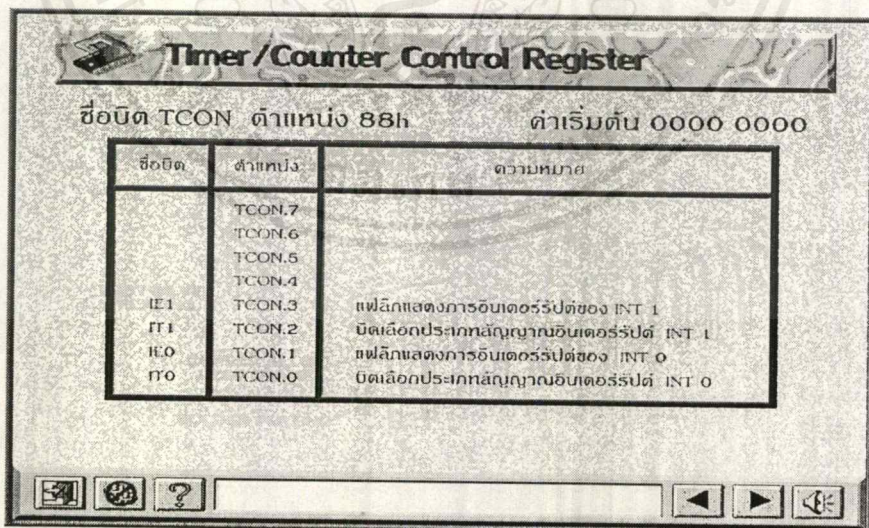 Timer/Counter Control Register
ชื่อบิต TCON ตำแหน่ง 88h ค่าเริ่มต้น 0000 0000
ชื่อบิต ตำแหน่ง ความหมาย
TCON.7
TCON.6
TCON.5
TCON.4
IE1 TCON.3 แฟล็กแสดงการอินเตอร์รัปต์ของ INT 1
IT1 TCON.2 บิตเลือกประเภทสัญญาณอินเตอร์รัปต์ INT 1
IE0 TCON.1 แฟล็กแสดงการอินเตอร์รัปต์ของ INT 0
IT0 TCON.0 บิตเลือกประเภทสัญญาณอินเตอร์รัปต์ INT 0
?